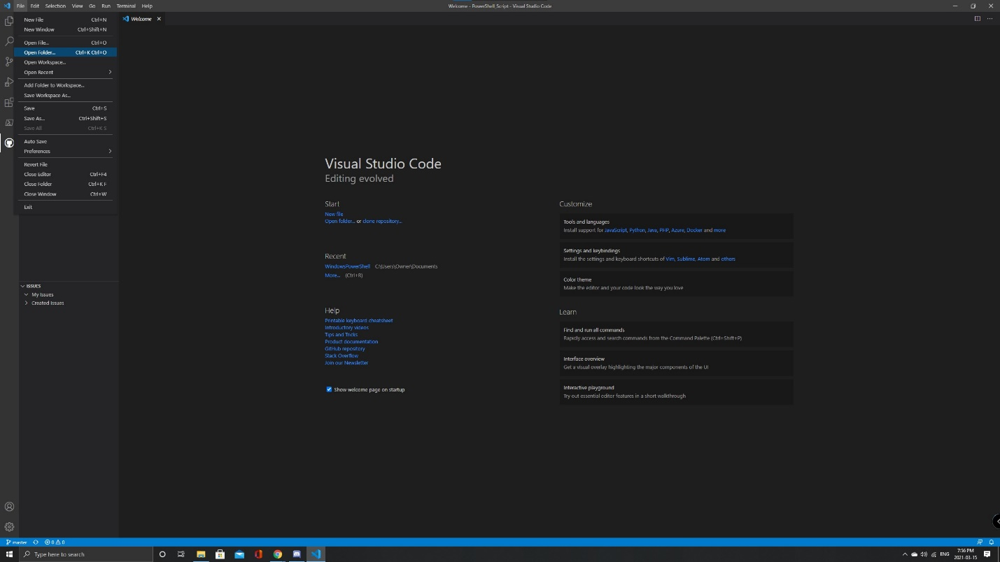 File Edit Selection View Go Run Terminal Help
Welcome - PowerShell_Script - Visual Studio Code
Welcome
New File Ctrl+N
New Window Ctrl+Shift+N
Open File... Ctrl+O
Open Folder... Ctrl+K Ctrl+O
Open Workspace...
Open Recent
Add Folder to Workspace...
Save Workspace As...
Save Ctrl+S
Save As... Ctrl+Shift+S
Save All Ctrl+K S
Auto Save
Preferences
Revert File
Close Editor Ctrl+F4
Close Folder Ctrl+K F
Close Window Ctrl+W
Exit
ISSUES
My Issues
Created Issues
Visual Studio Code
Editing evolved
Start
New file
Open folder... or clone repository...
Recent
WindowsPowerShell C:\Users\Owner\Documents
More... (Ctrl+R)
Help
Printable keyboard cheatsheet
Introductory videos
Tips and Tricks
Product documentation
GitHub repository
Stack Overflow
Join our Newsletter
Show welcome page on startup
Customize
Tools and languages
Install support for JavaScript, Python, Java, PHP, Azure, Docker and more
Settings and keybindings
Install the settings and keyboard shortcuts of Vim, Sublime, Atom and others
Color theme
Make the editor and your code look the way you love
Learn
Find and run all commands
Rapidly access and search commands from the Command Palette (Ctrl+Shift+P)
Interface overview
Get a visual overlay highlighting the major components of the UI
Interactive playground
Try out essential editor features in a short walkthrough
master 0 0
Type here to search
ENG
7:56 PM
2021-03-15